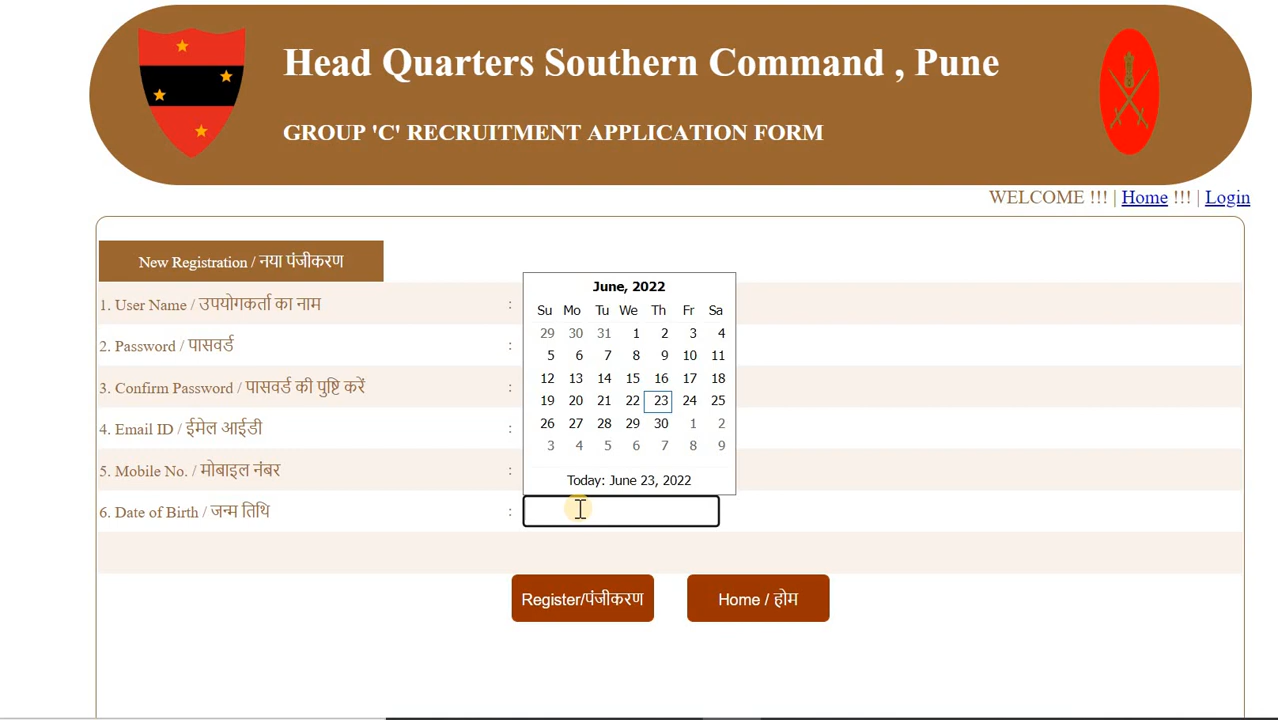 Head Quarters Southern Command , Pune
GROUP 'C' RECRUITMENT APPLICATION FORM
WELCOME !!! | Home !!! | Login
New Registration / नया पंजीकरण
1. User Name / उपयोगकर्ता का नाम :
2. Password / पासवर्ड :
3. Confirm Password / पासवर्ड की पुष्टि करें :
4. Email ID / ईमेल आईडी :
5. Mobile No. / मोबाइल नंबर :
6. Date of Birth / जन्म तिथि :
June, 2022
Su Mo Tu We Th Fr Sa
29 30 31 1 2 3 4
5 6 7 8 9 10 11
12 13 14 15 16 17 18
19 20 21 22 23 24 25
26 27 28 29 30 1 2
3 4 5 6 7 8 9
Today: June 23, 2022
Register/पंजीकरण
Home / होम